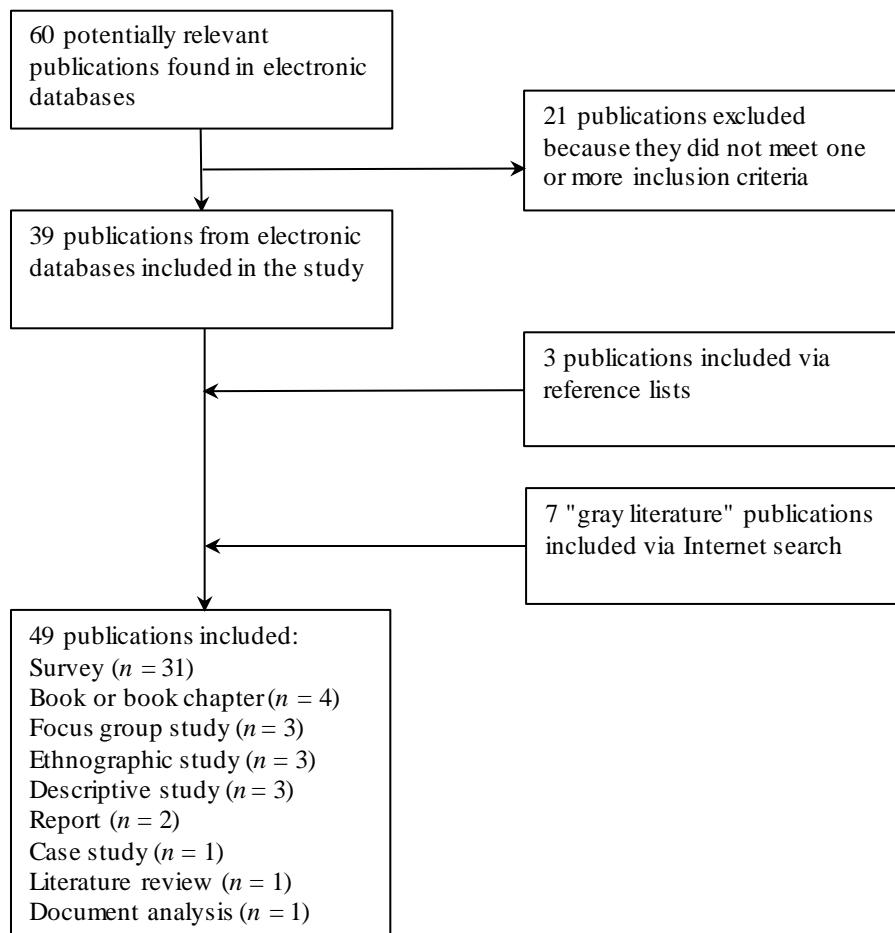 60 potentially relevant
publications found in electronic
databases
21 publications excluded
because they did not meet one
or more inclusion criteria
39 publications from electronic
databases included in the study
3 publications included via
reference lists
7 "gray literature" publications
included via Internet search
49 publications included:
Survey (n = 31)
Book or book chapter (n = 4)
Focus group study (n = 3)
Ethnographic study (n = 3)
Descriptive study (n = 3)
Report (n = 2)
Case study (n = 1)
Literature review (n = 1)
Document analysis (n = 1)